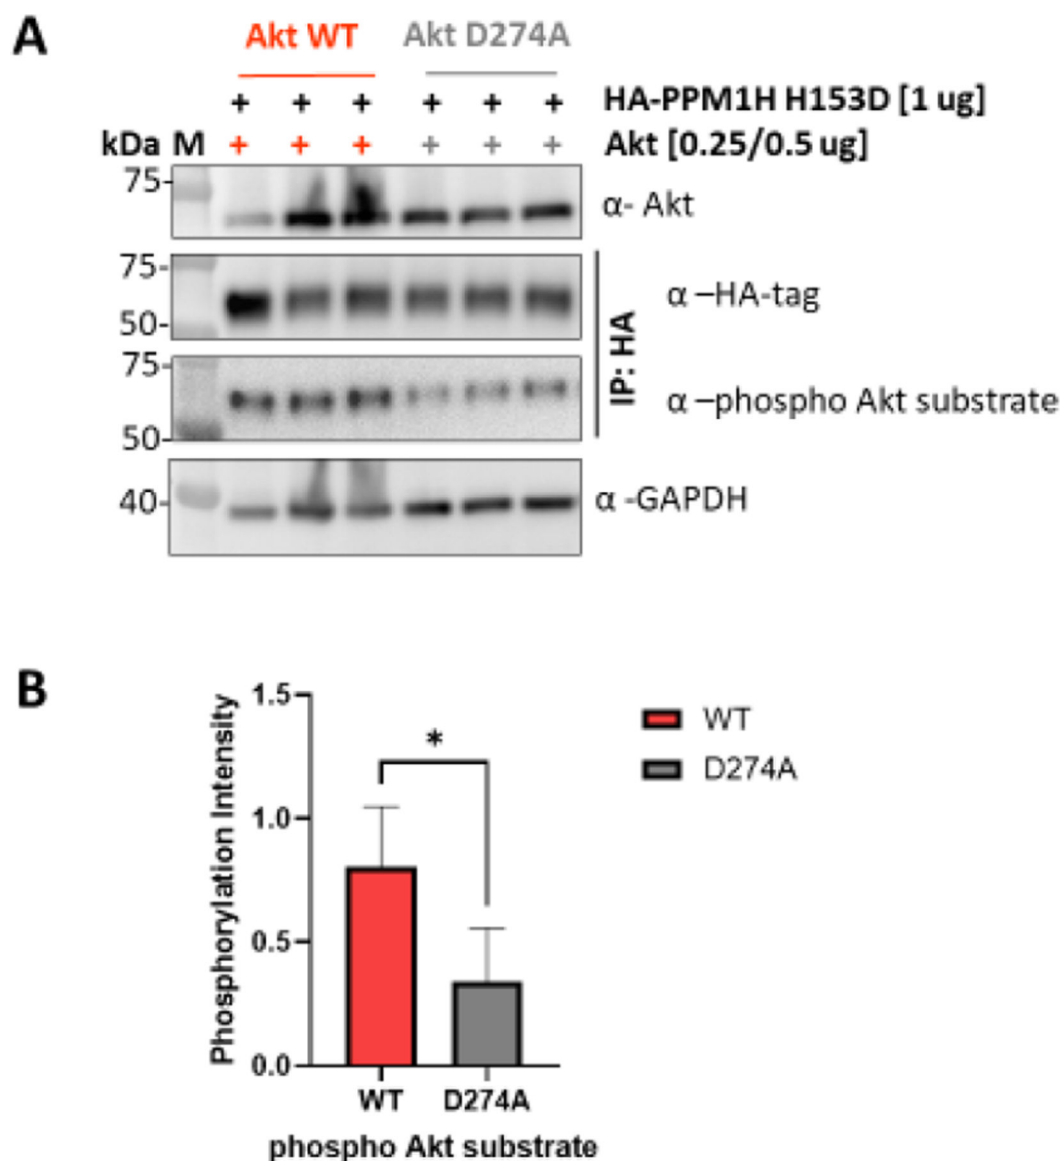 A
Akt WT Akt D274A
+ + + + + + HA-PPM1H H153D [1 ug]
kDa M + + + + + + Akt [0.25/0.5 ug]
75- α- Akt
75- α –HA-tag
50-
IP: HA
75- α –phospho Akt substrate
50-
40- α -GAPDH
B
Phosphorylation Intensity
1.5
1.0
0.5
0.0
*
WT
D274A
WT D274A
phospho Akt substrate